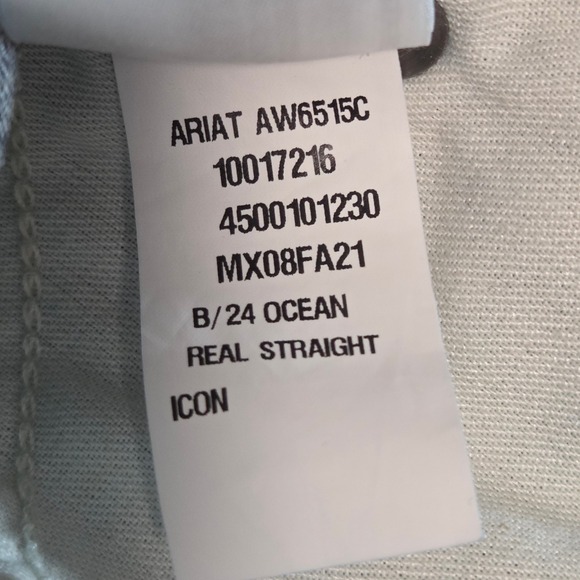 ARIAT AW6515C
10017216
4500101230
MX08FA21
B/24 OCEAN
REAL STRAIGHT
ICON